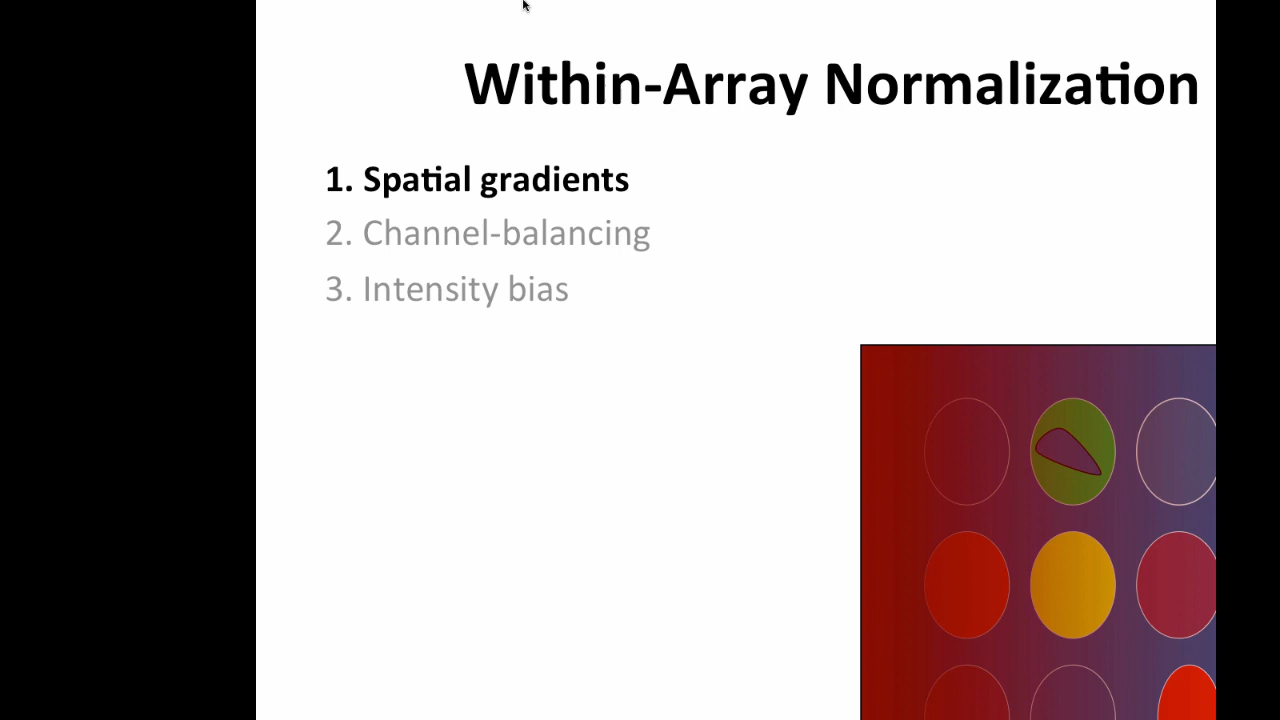 Within-Array Normalization
1. Spatial gradients
2. Channel-balancing
3. Intensity bias